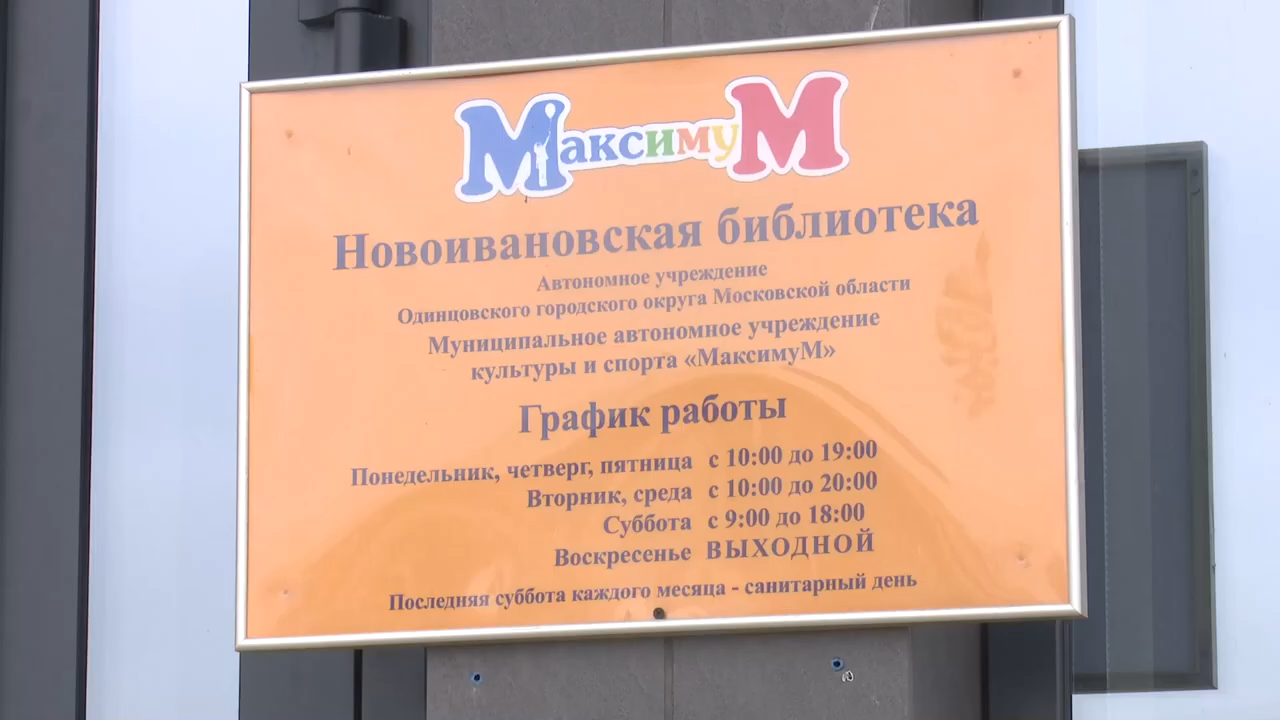 МаксимуМ
Новоивановская библиотека
Автономное учреждение
Одинцовского городского округа Московской области
Муниципальное автономное учреждение
культуры и спорта «МаксимуМ»
График работы
Понедельник, четверг, пятница с 10:00 до 19:00
Вторник, среда с 10:00 до 20:00
Суббота с 9:00 до 18:00
Воскресенье ВЫХОДНОЙ
Последняя суббота каждого месяца - санитарный день